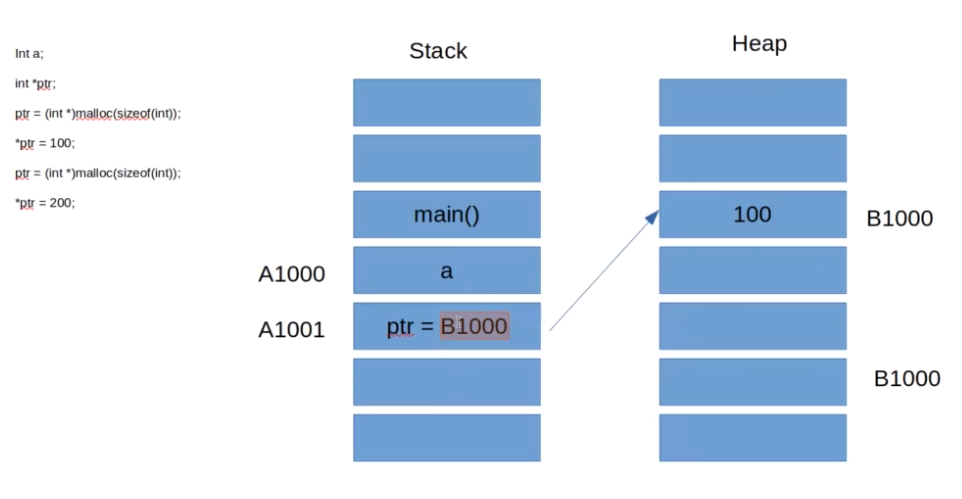 Int a;
int *ptr;
ptr = (int *)malloc(sizeof(int));
*ptr = 100;
ptr = (int *)malloc(sizeof(int));
*ptr = 200;
Stack
Heap
main()
100
B1000
A1000
a
A1001
ptr = B1000
B1000